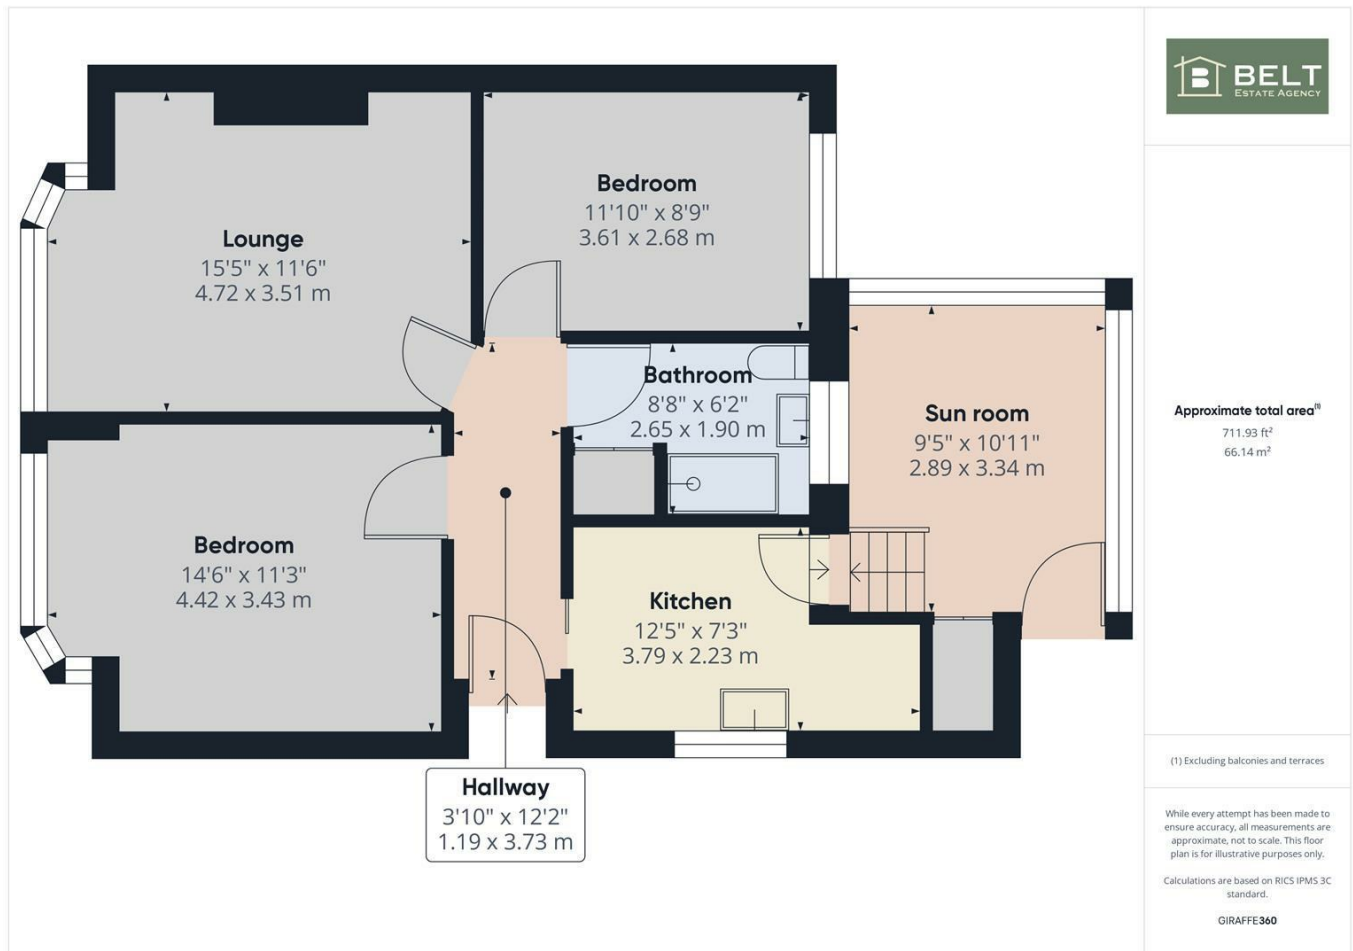 Lounge
15'5" x 11'6"
4.72 x 3.51 m
Bedroom
11'10" x 8'9"
3.61 x 2.68 m
Bathroom
8'8" x 6'2"
2.65 x 1.90 m
Sun room
9'5" x 10'11"
2.89 x 3.34 m
Bedroom
14'6" x 11'3"
4.42 x 3.43 m
Kitchen
12'5" x 7'3"
3.79 x 2.23 m
Hallway
3'10" x 12'2"
1.19 x 3.73 m
B BELT
ESTATE AGENCY
Approximate total area⁽¹⁾
711.93 ft²
66.14 m²
(1) Excluding balconies and terraces
While every attempt has been made to
ensure accuracy, all measurements are
approximate, not to scale. This floor
plan is for illustrative purposes only.
Calculations are based on RICS IPMS 3C
standard.
GIRAFFE360